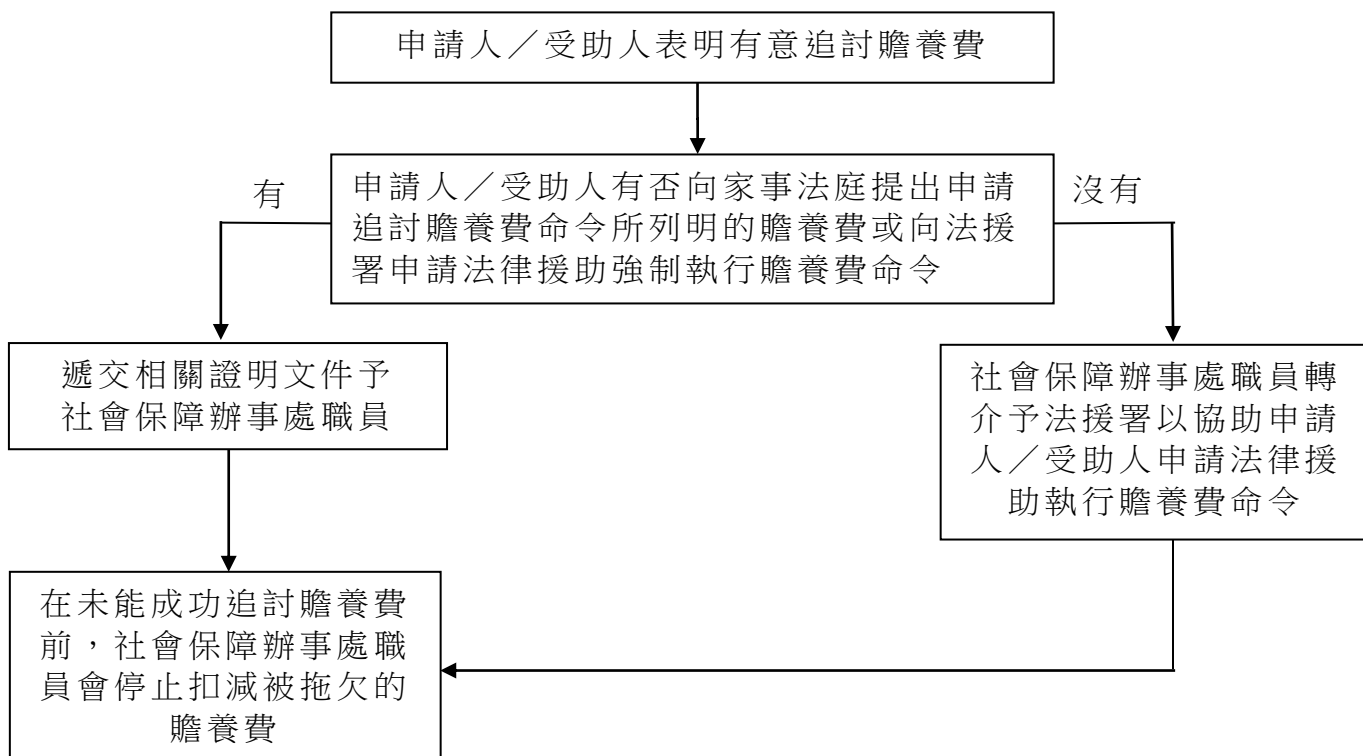 申請人／受助人表明有意追討贍養費
有
申請人／受助人有否向家事法庭提出申請
追討贍養費命令所列明的贍養費或向法援
署申請法律援助強制執行贍養費命令
沒有
遞交相關證明文件予
社會保障辦事處職員
社會保障辦事處職員轉
介予法援署以協助申請
人／受助人申請法律援
助執行贍養費命令
在未能成功追討贍養費
前，社會保障辦事處職
員會停止扣減被拖欠的
贍養費